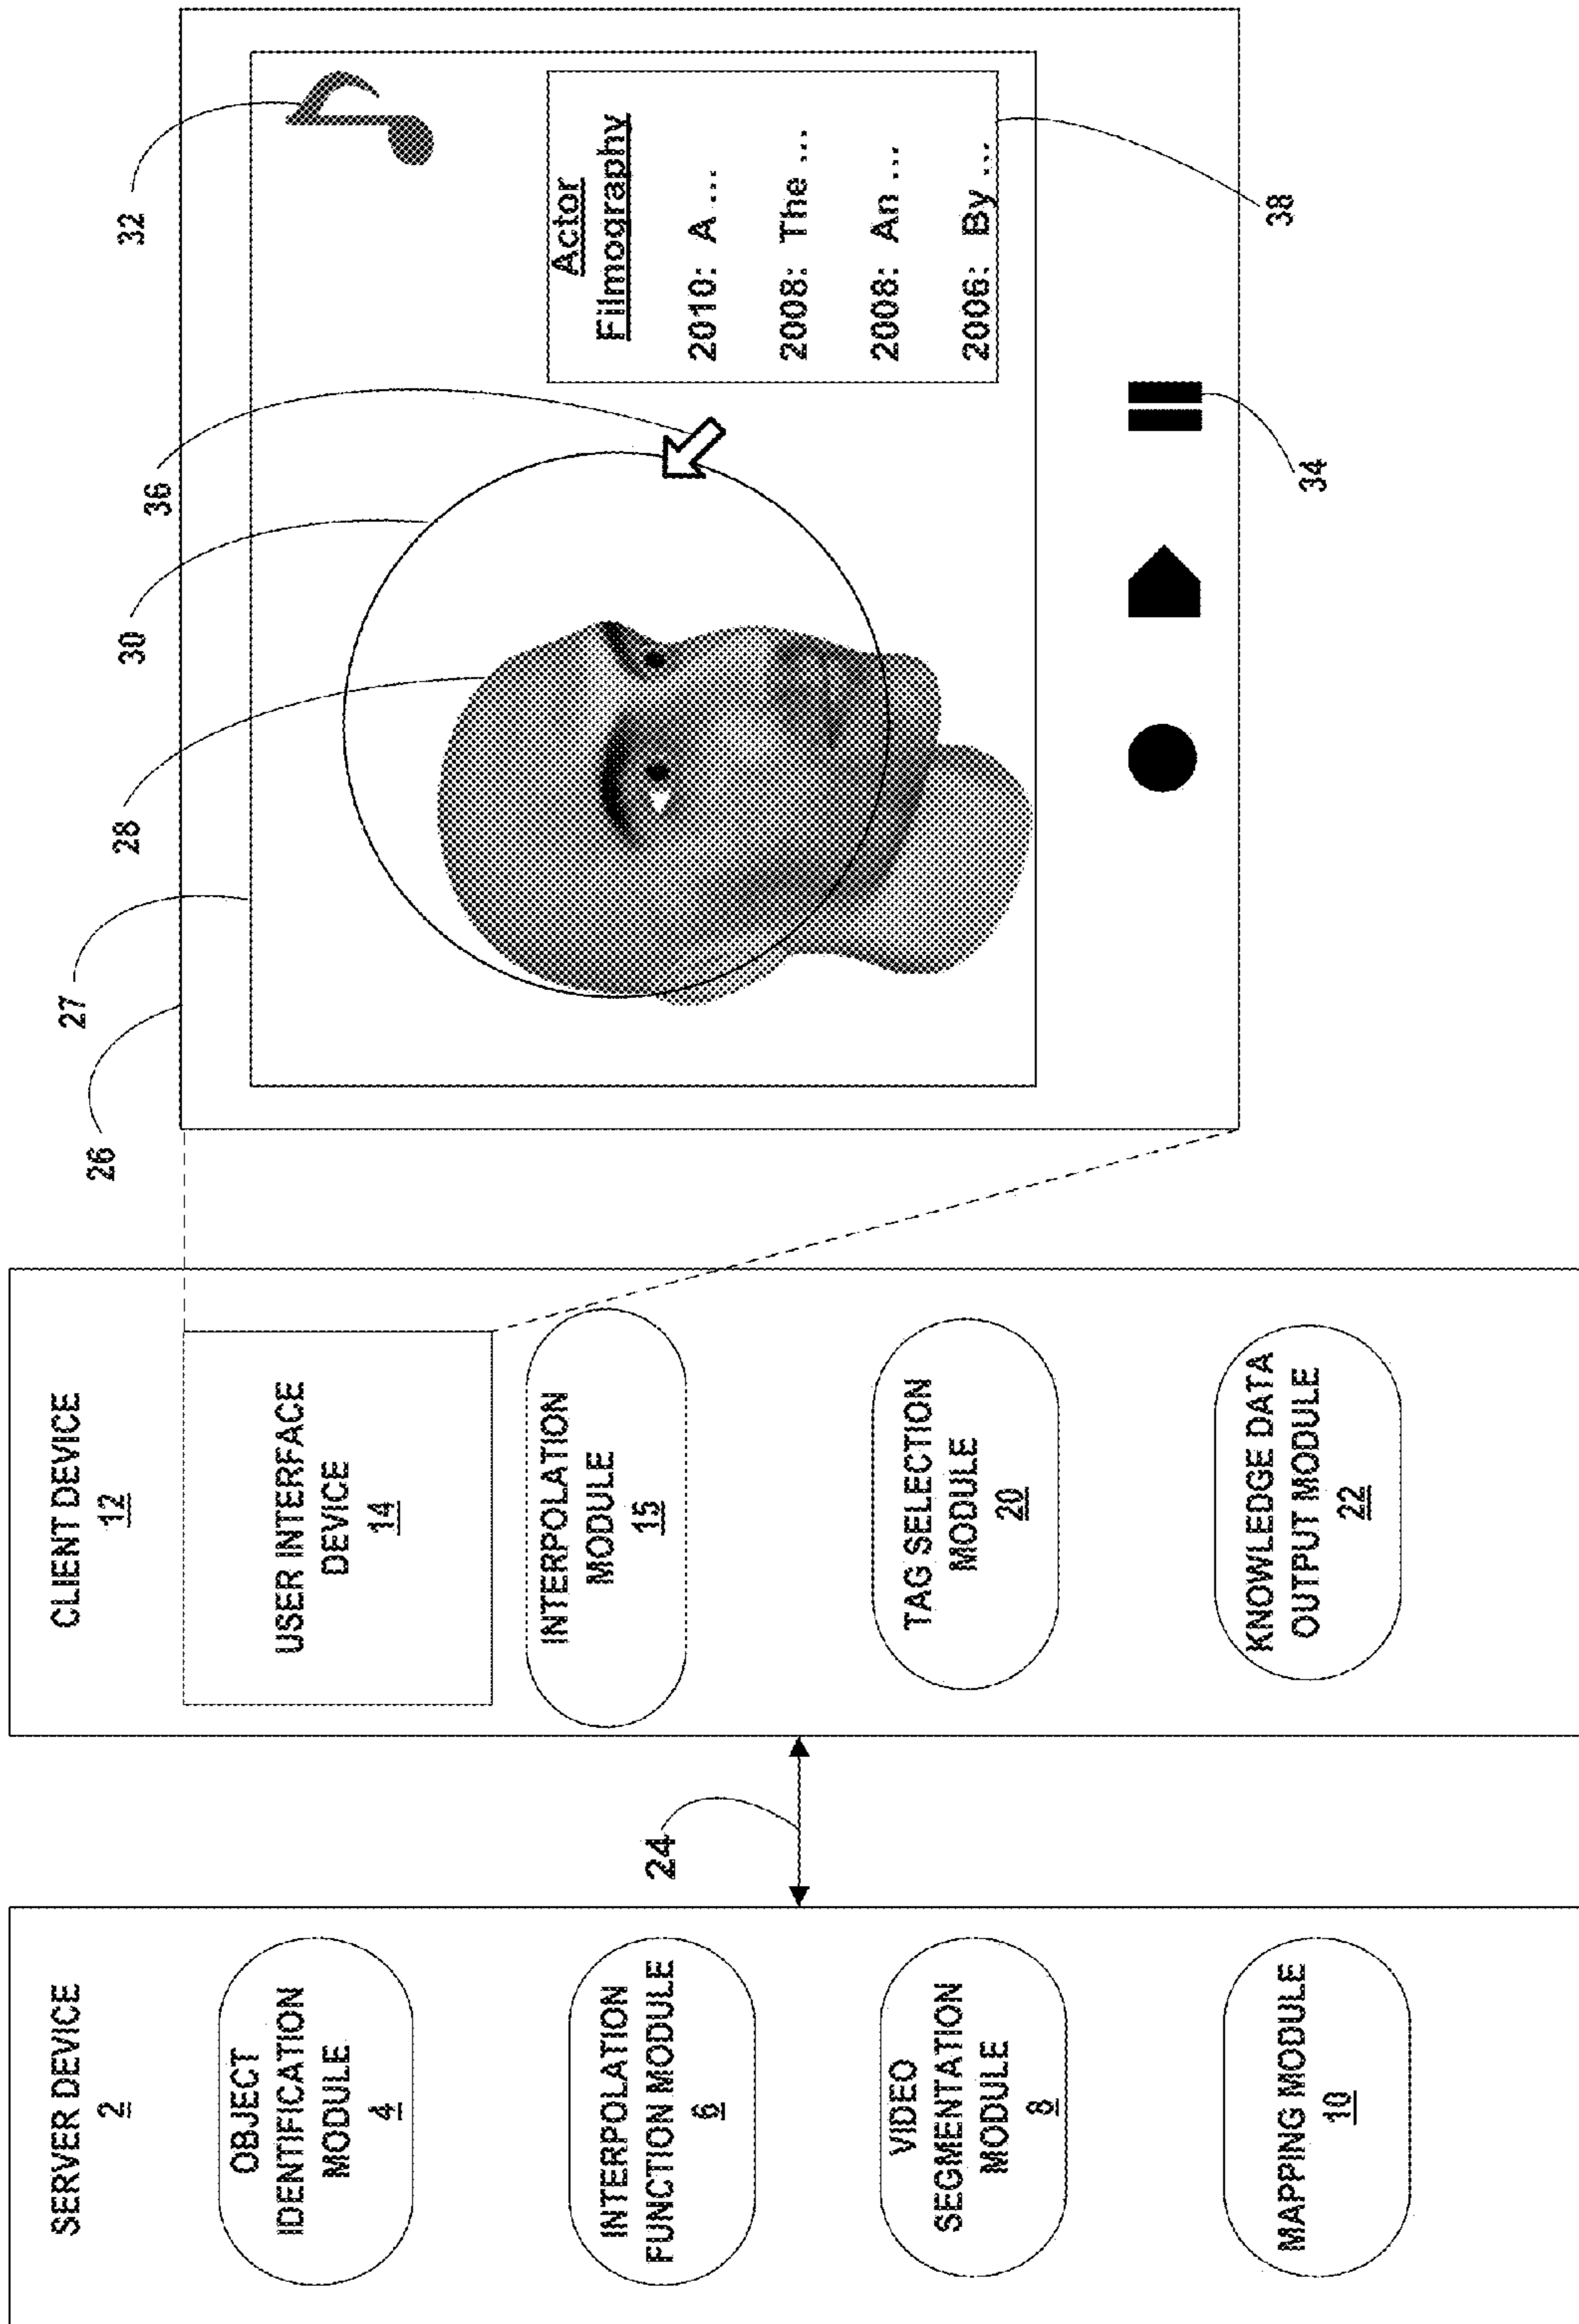 SERVER DEVICE
2
OBJECT
IDENTIFICATION
MODULE
4
INTERPOLATION
FUNCTION MODULE
6
VIDEO
SEGMENTATION
MODULE
8
MAPPING MODULE
10
24
CLIENT DEVICE
12
USER INTERFACE
DEVICE
14
INTERPOLATION
MODULE
15
TAG SELECTION
MODULE
20
KNOWLEDGE DATA
OUTPUT MODULE
22
26
27
28
30
36
32
Actor
Filmography
2010: A ...
2008: The ...
2008: An ...
2006: By ...
34
38